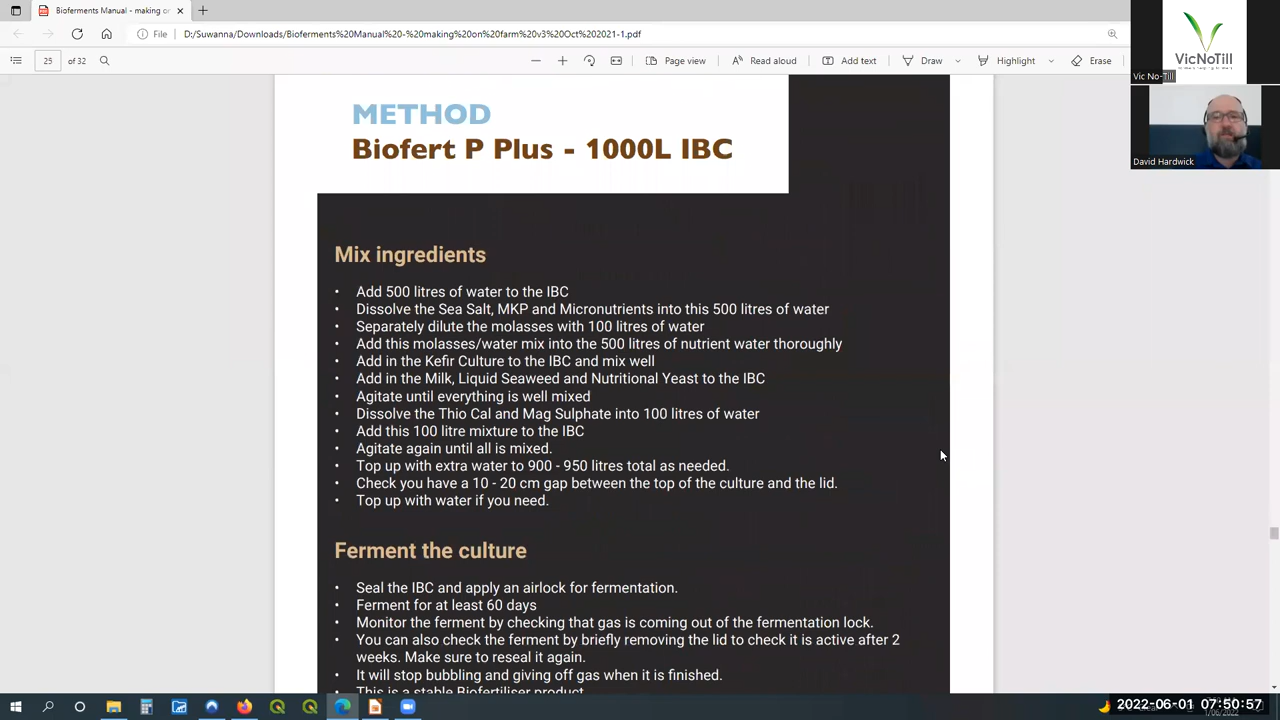 Bioferments Manual - making or
File
D:/Suwanna/Downloads/Bioferments%20Manual%20-%20making%20on%20farm%20v3%20Oct%202021-1.pdf
25 of 32
Page view
Read aloud
Add text
Draw
Highlight
Erase
VICNOTILL
Vic No-Till
David Hardwick
METHOD
Biofert P Plus - 1000L IBC
Mix ingredients
• Add 500 litres of water to the IBC
• Dissolve the Sea Salt, MKP and Micronutrients into this 500 litres of water
• Separately dilute the molasses with 100 litres of water
• Add this molasses/water mix into the 500 litres of nutrient water thoroughly
• Add in the Kefir Culture to the IBC and mix well
• Add in the Milk, Liquid Seaweed and Nutritional Yeast to the IBC
• Agitate until everything is well mixed
• Dissolve the Thio Cal and Mag Sulphate into 100 litres of water
• Add this 100 litre mixture to the IBC
• Agitate again until all is mixed.
• Top up with extra water to 900 - 950 litres total as needed.
• Check you have a 10 - 20 cm gap between the top of the culture and the lid.
• Top up with water if you need.
Ferment the culture
• Seal the IBC and apply an airlock for fermentation.
• Ferment for at least 60 days
• Monitor the ferment by checking that gas is coming out of the fermentation lock.
• You can also check the ferment by briefly removing the lid to check it is active after 2
weeks. Make sure to reseal it again.
• It will stop bubbling and giving off gas when it is finished.
• This is a stable Biofertiliser product
2022-06-01 07:50:57